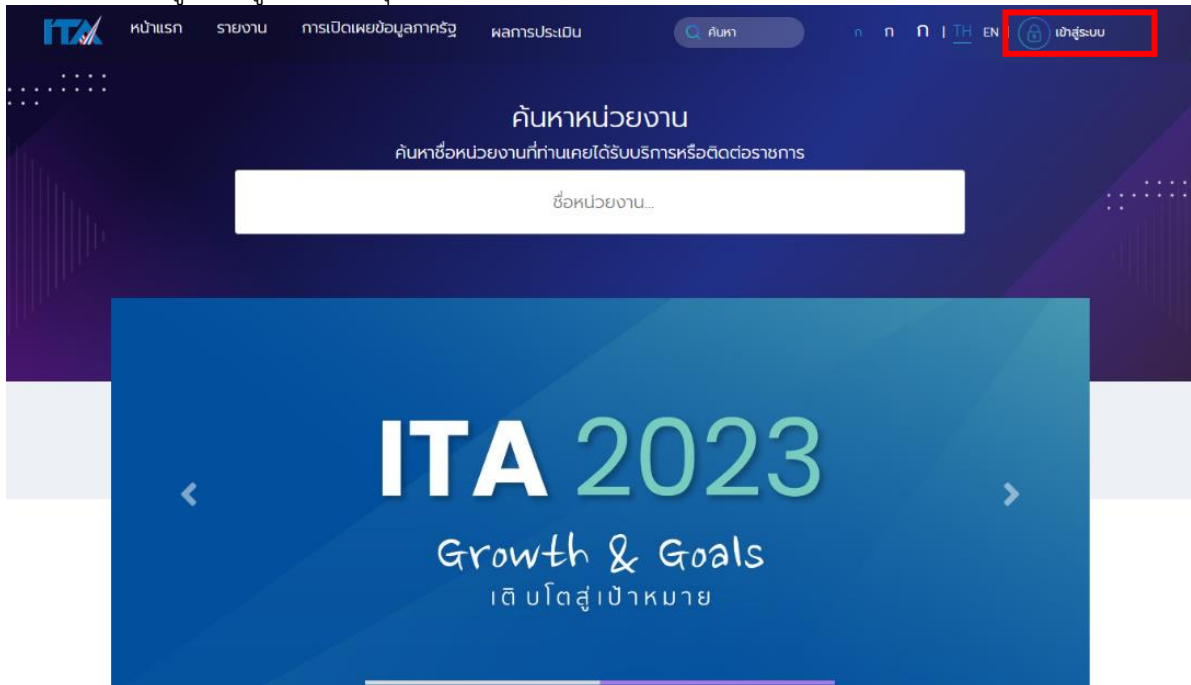 ITA
หน้าแรก รายงาน การเปิดเผยข้อมูลภาครัฐ ผลการประเมิน ค้นหา ก ก ก | TH EN | เข้าสู่ระบบ
ค้นหาหน่วยงาน
ค้นหาชื่อหน่วยงานที่ท่านเคยได้รับบริการหรือติดต่อราชการ
ชื่อหน่วยงาน...
ITA 2023
Growth & Goals
เติบโตสู่เป้าหมาย